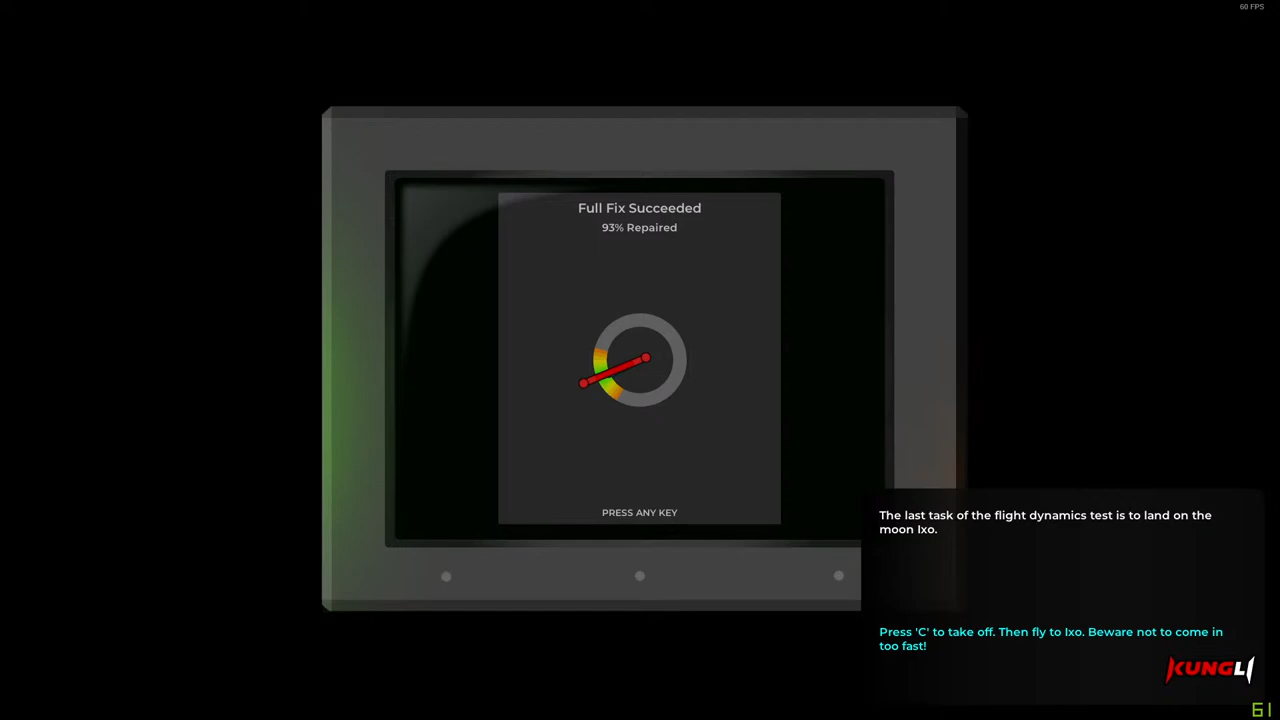 60 FPS
Full Fix Succeeded
93% Repaired
PRESS ANY KEY
The last task of the flight dynamics test is to land on the
moon Ixo.
Press 'C' to take off. Then fly to Ixo. Beware not to come in
too fast!
KUNGLI
61